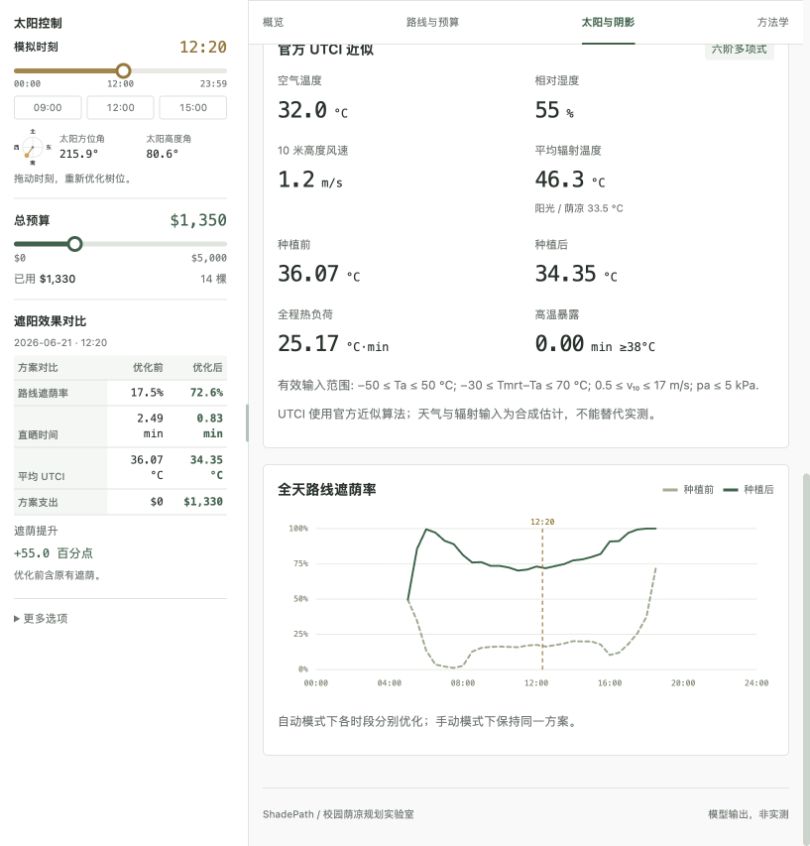 太阳控制
模拟时刻 12:20
00:00 12:00 23:59
09:00 12:00 15:00
北
西 东
南
太阳方位角 太阳高度角
215.9° 80.6°
拖动时刻，重新优化树位。
总预算 $1,350
$0 $5,000
已用 $1,330 14 棵
遮阳效果对比
2026-06-21 · 12:20
方案对比 优化前 优化后
路线遮荫率 17.5% 72.6%
直晒时间 2.49 min 0.83 min
平均 UTCI 36.07 °C 34.35 °C
方案支出 $0 $1,330
遮荫提升
+55.0 百分点
优化前含原有遮荫。
更多选项
概览 路线与预算 太阳与阴影 方法学
官方 UTCI 近似 六阶多项式
空气温度 相对湿度
32.0 °C 55 %
10 米高度风速 平均辐射温度
1.2 m/s 46.3 °C
阳光 / 荫凉 33.5 °C
种植前 种植后
36.07 °C 34.35 °C
全程热负荷 高温暴露
25.17 °C·min 0.00 min ≥38°C
有效输入范围: −50 ≤ Ta ≤ 50 °C; −30 ≤ Tmrt−Ta ≤ 70 °C; 0.5 ≤ v₁₀ ≤ 17 m/s; pa ≤ 5 kPa.
UTCI 使用官方近似算法；天气与辐射输入为合成估计，不能替代实测。
全天路线遮荫率 种植前 种植后
12:20
100%
75%
50%
25%
0%
00:00 04:00 08:00 12:00 16:00 20:00 24:00
自动模式下各时段分别优化；手动模式下保持同一方案。
ShadePath / 校园荫凉规划实验室 模型输出，非实测